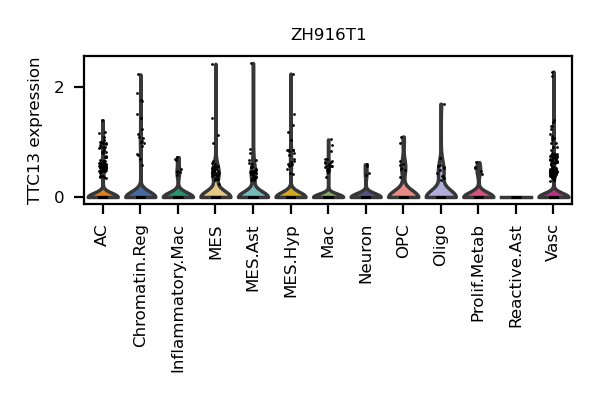 ZH916T1
TTC13 expression
2
0
AC
Chromatin.Reg
Inflammatory.Mac
MES
MES.Ast
MES.Hyp
Mac
Neuron
OPC
Oligo
Prolif.Metab
Reactive.Ast
Vasc